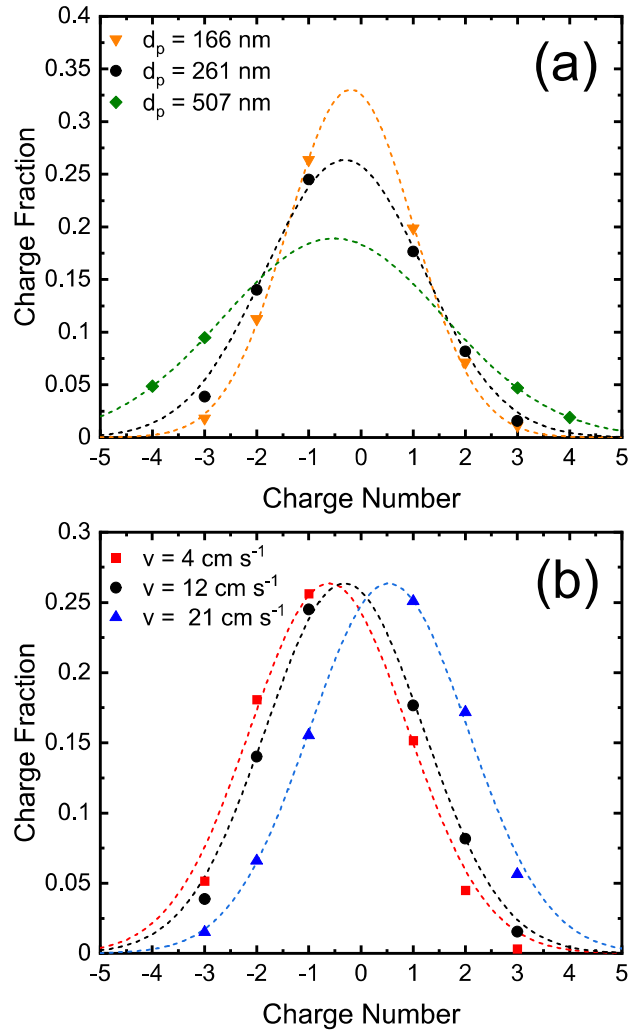 0.4
0.35
0.3
0.25
0.2
0.15
0.1
0.05
0
d_p = 166 nm
d_p = 261 nm
d_p = 507 nm
(a)
Charge Fraction
-5 -4 -3 -2 -1 0 1 2 3 4 5
Charge Number
0.3
0.25
0.2
0.15
0.1
0.05
0
v = 4 cm s⁻¹
v = 12 cm s⁻¹
v = 21 cm s⁻¹
(b)
Charge Fraction
-5 -4 -3 -2 -1 0 1 2 3 4 5
Charge Number